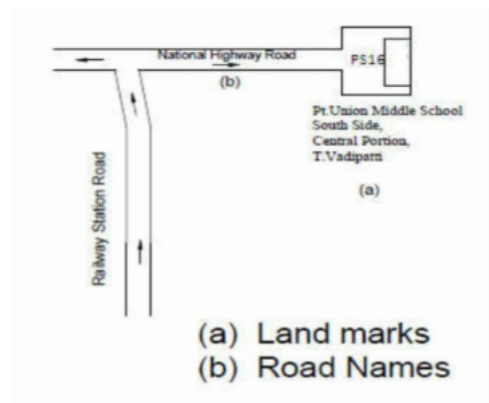 National Highway Road
PS16
(b)
Pt.Union Middle School
South Side,
Central Portion,
T.Vadipatti
(a)
Railway Station Road
(a) Land marks
(b) Road Names